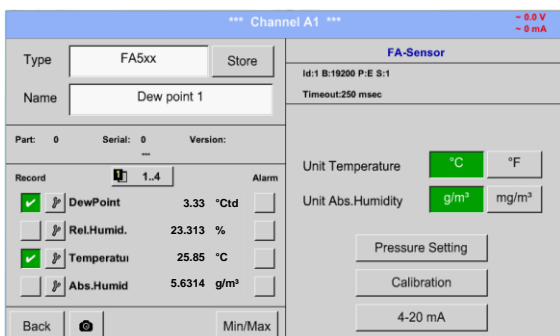 *** Channel A1 ***
~ 0.0 V
~ 0 mA
Type
FA5xx
Store
Name
Dew point 1
Part: 0 Serial: 0 Version:
---
Record
1..4
Alarm
DewPoint 3.33 °Ctd
Rel.Humid. 23.313 %
Temperatur 25.85 °C
Abs.Humid 5.6314 g/m³
Back
Min/Max
FA-Sensor
Id:1 B:19200 P:E S:1
Timeout:250 msec
Unit Temperature °C °F
Unit Abs.Humidity g/m³ mg/m³
Pressure Setting
Calibration
4-20 mA